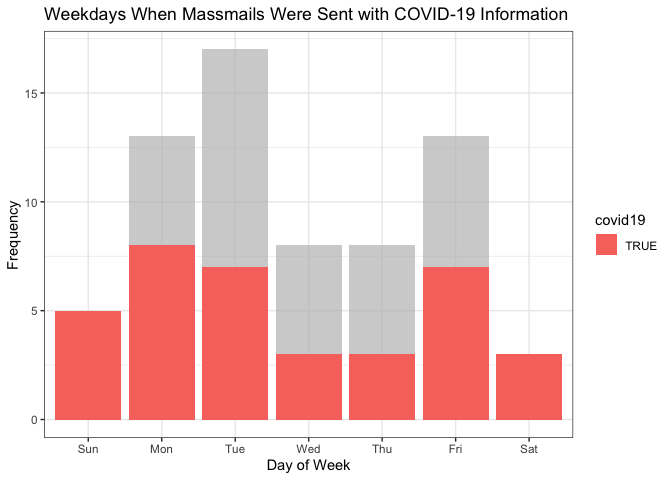 Weekdays When Massmails Were Sent with COVID-19 Information
15
10
5
0
Frequency
Sun Mon Tue Wed Thu Fri Sat
Day of Week
covid19
TRUE